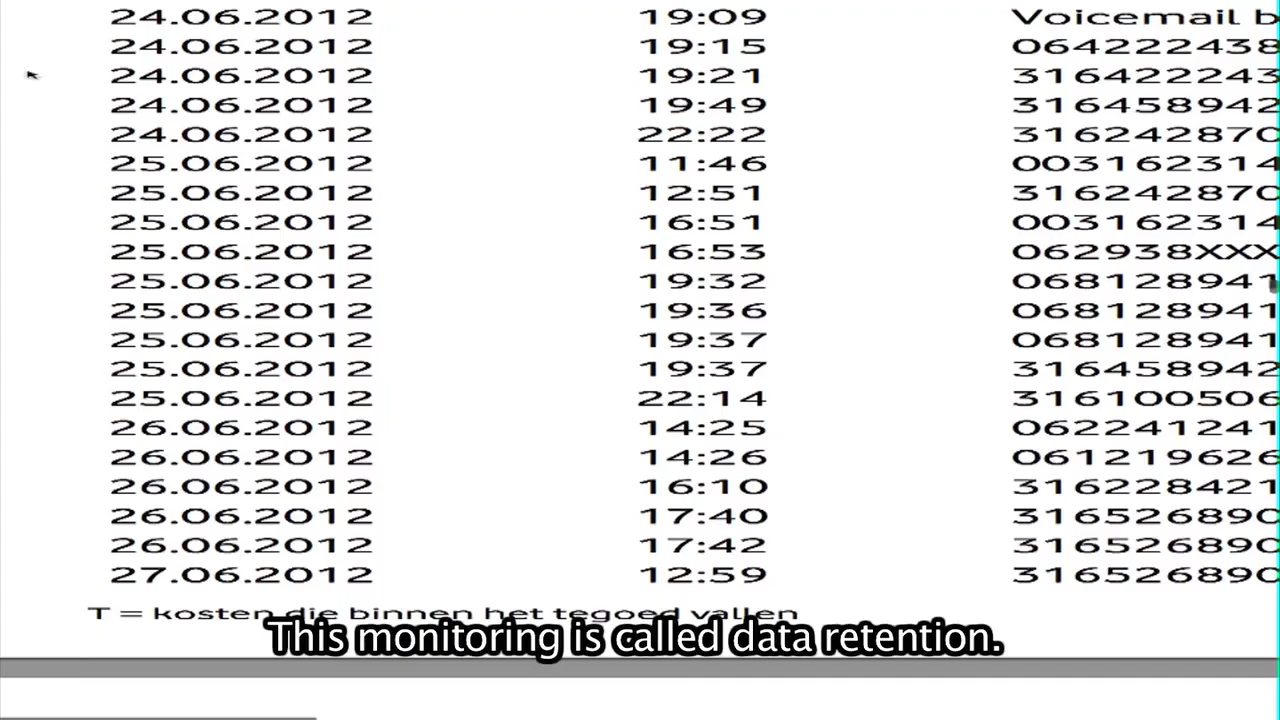 24.06.2012 19:09 Voicemail b
24.06.2012 19:15 064222438
24.06.2012 19:21 316422243
24.06.2012 19:49 316458942
24.06.2012 22:22 316242870
25.06.2012 11:46 003162314
25.06.2012 12:51 316242870
25.06.2012 16:51 003162314
25.06.2012 16:53 062938XXX
25.06.2012 19:32 068128941
25.06.2012 19:36 068128941
25.06.2012 19:37 068128941
25.06.2012 19:37 316458942
25.06.2012 22:14 316100506
26.06.2012 14:25 062241241
26.06.2012 14:26 061219626
26.06.2012 16:10 316228421
26.06.2012 17:40 316526890
26.06.2012 17:42 316526890
27.06.2012 12:59 316526890
T = kosten die binnen het tegoed vallen
This monitoring is called data retention.